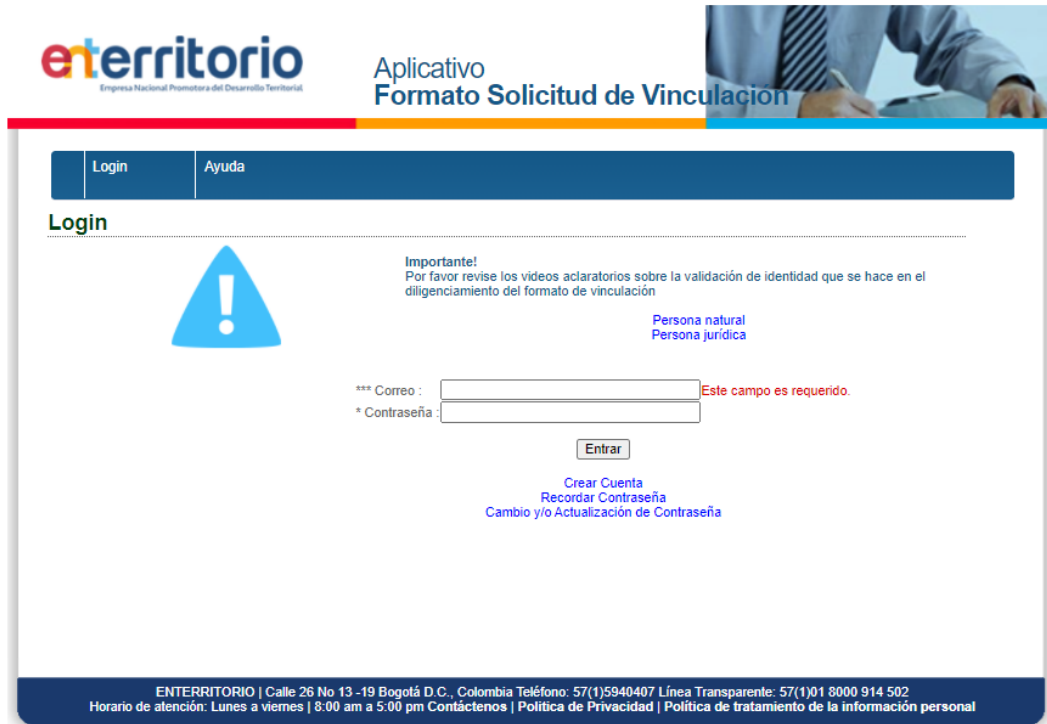 enterritorio
Empresa Nacional Promotora del Desarrollo Territorial
Aplicativo
Formato Solicitud de Vinculación
Login
Ayuda
Login
Importante!
Por favor revise los videos aclaratorios sobre la validación de identidad que se hace en el
diligenciamiento del formato de vinculación
Persona natural
Persona jurídica
*** Correo :
Este campo es requerido.
* Contraseña :
Entrar
Crear Cuenta
Recordar Contraseña
Cambio y/o Actualización de Contraseña
ENTERRITORIO | Calle 26 No 13 -19 Bogotá D.C., Colombia Teléfono: 57(1)5940407 Línea Transparente: 57(1)01 8000 914 502
Horario de atención: Lunes a viernes | 8:00 am a 5:00 pm Contáctenos | Politica de Privacidad | Política de tratamiento de la información personal